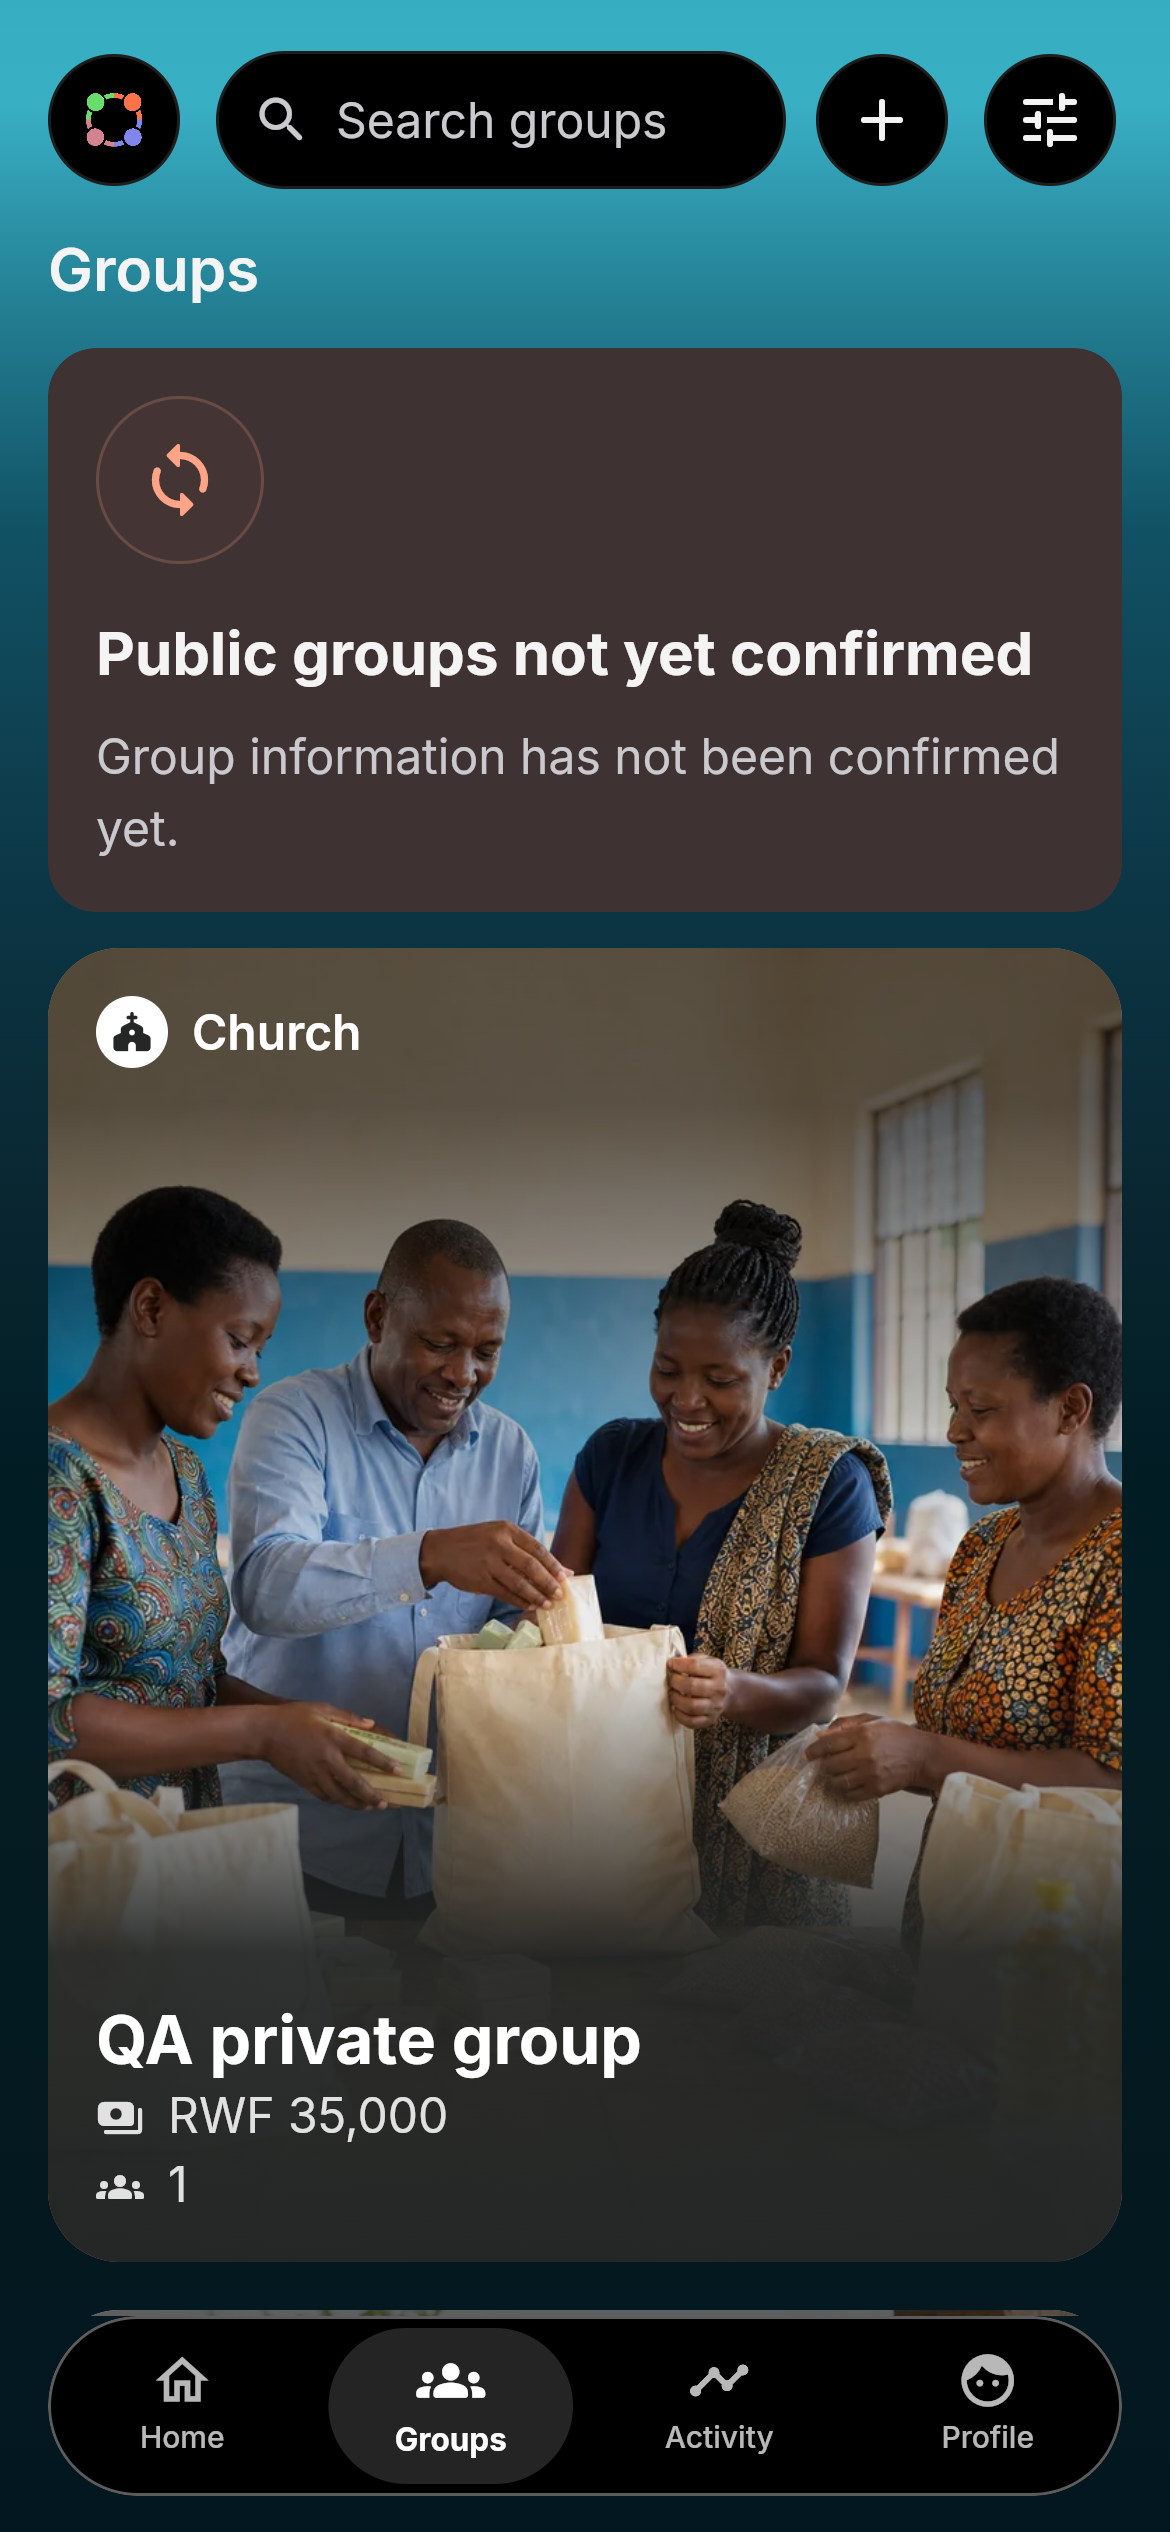 Search groups
Groups
Public groups not yet confirmed
Group information has not been confirmed
yet.
Church
QA private group
RWF 35,000
1
Home
Groups
Activity
Profile